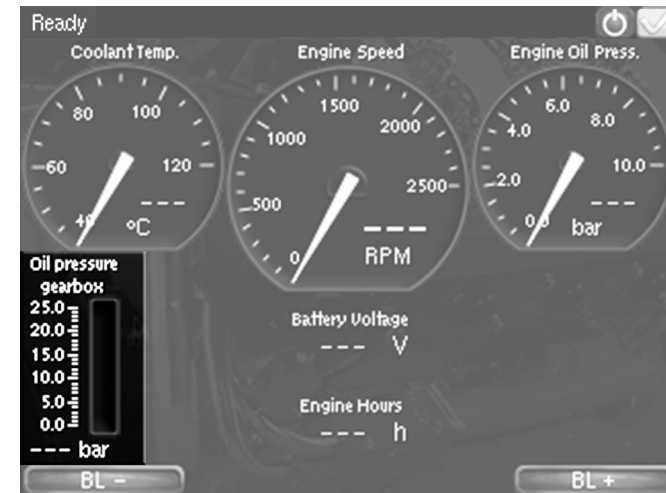 Ready
Coolant Temp.
Engine Speed
Engine Oil Press.
40
60
80
100
120
---
°C
0
500
1000
1500
2000
2500
---
RPM
0.0
2.0
4.0
6.0
8.0
10.0
---
bar
Oil pressure
gearbox
25.0
20.0
15.0
10.0
5.0
0.0
--- bar
Battery Voltage
--- V
Engine Hours
--- h
BL -
BL +